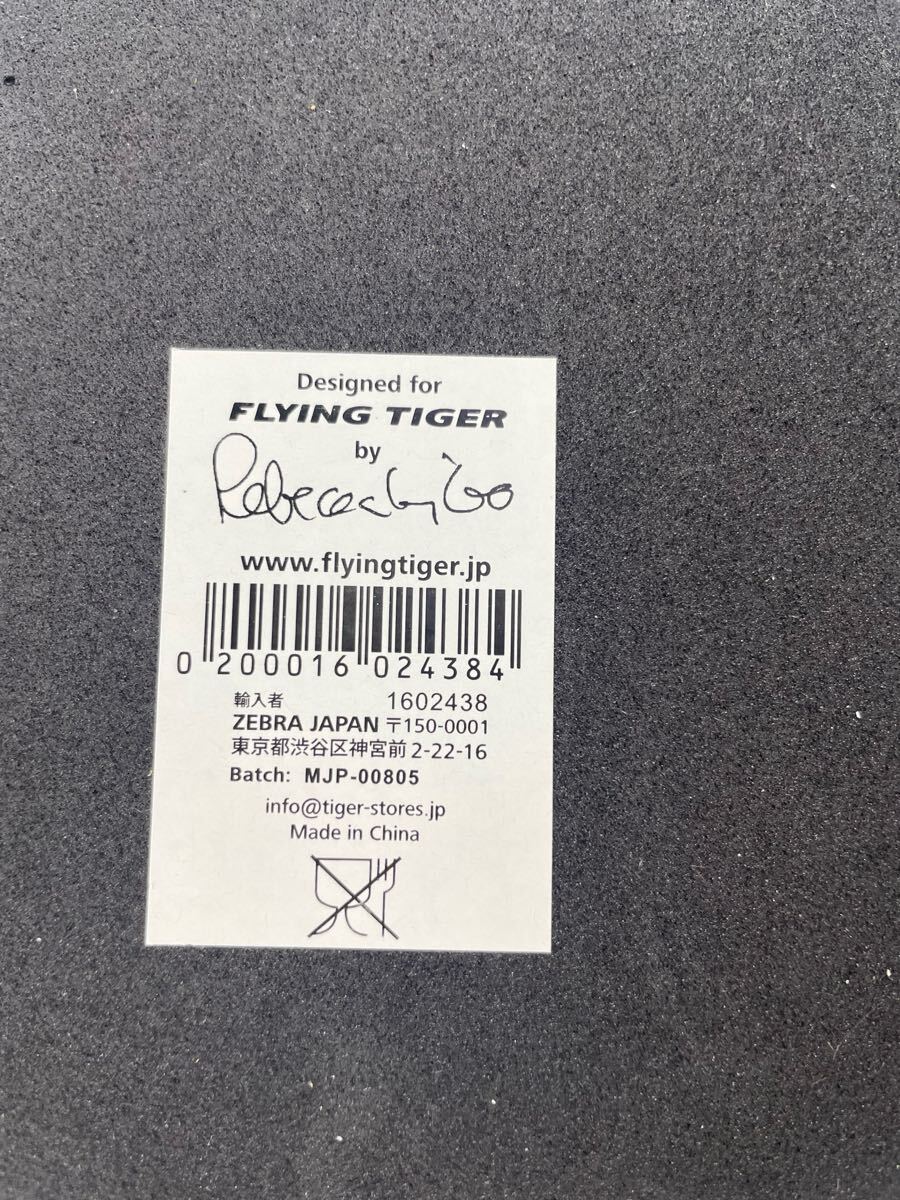 Designed for
FLYING TIGER
by
www.flyingtiger.jp
0 200016 024384
輸入者 1602438
ZEBRA JAPAN 〒150-0001
東京都渋谷区神宮前 2-22-16
Batch: MJP-00805
info@tiger-stores.jp
Made in China